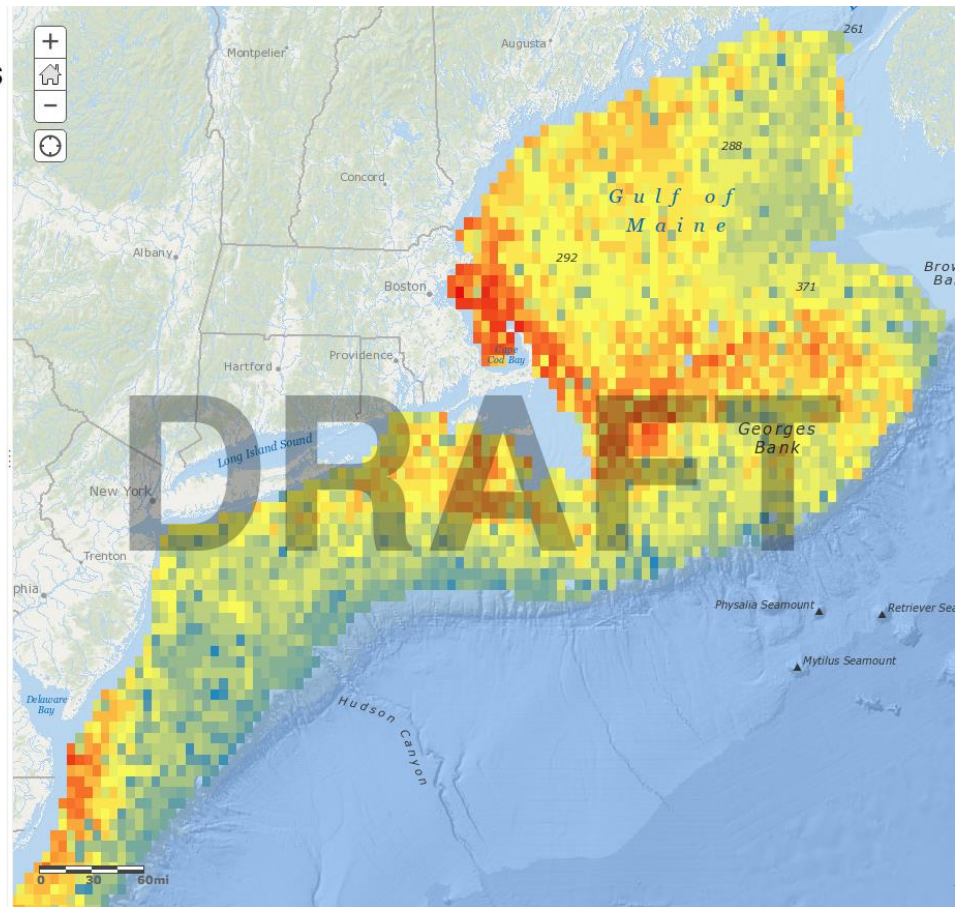 s
+
−
Montpelier
Augusta
261
288
Concord
Gulf of
Maine
Albany
292
Boston
371
Brow
Ba
Providence
Cape
Cod Bay
Hartford
DRAFT
Georges
Bank
Long Island Sound
New York
Trenton
phia
Physalia Seamount
Retriever Sea
Mytilus Seamount
Delaware
Bay
Hudson Canyon
0 30 60mi